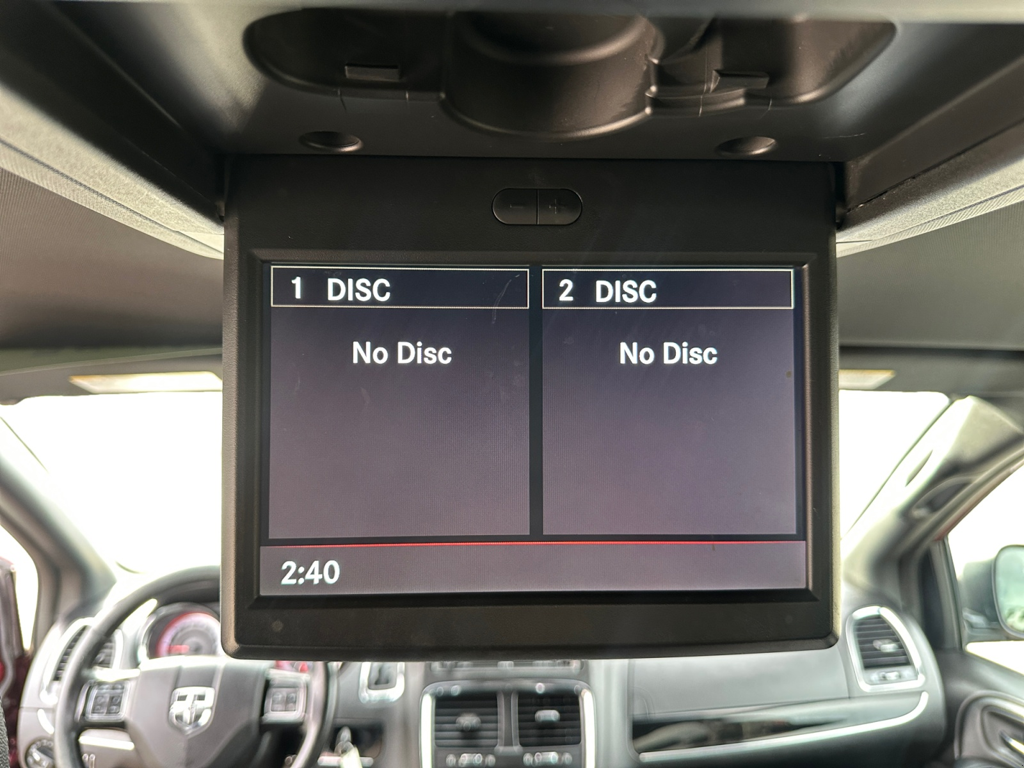 1 DISC
2 DISC
No Disc
No Disc
2:40